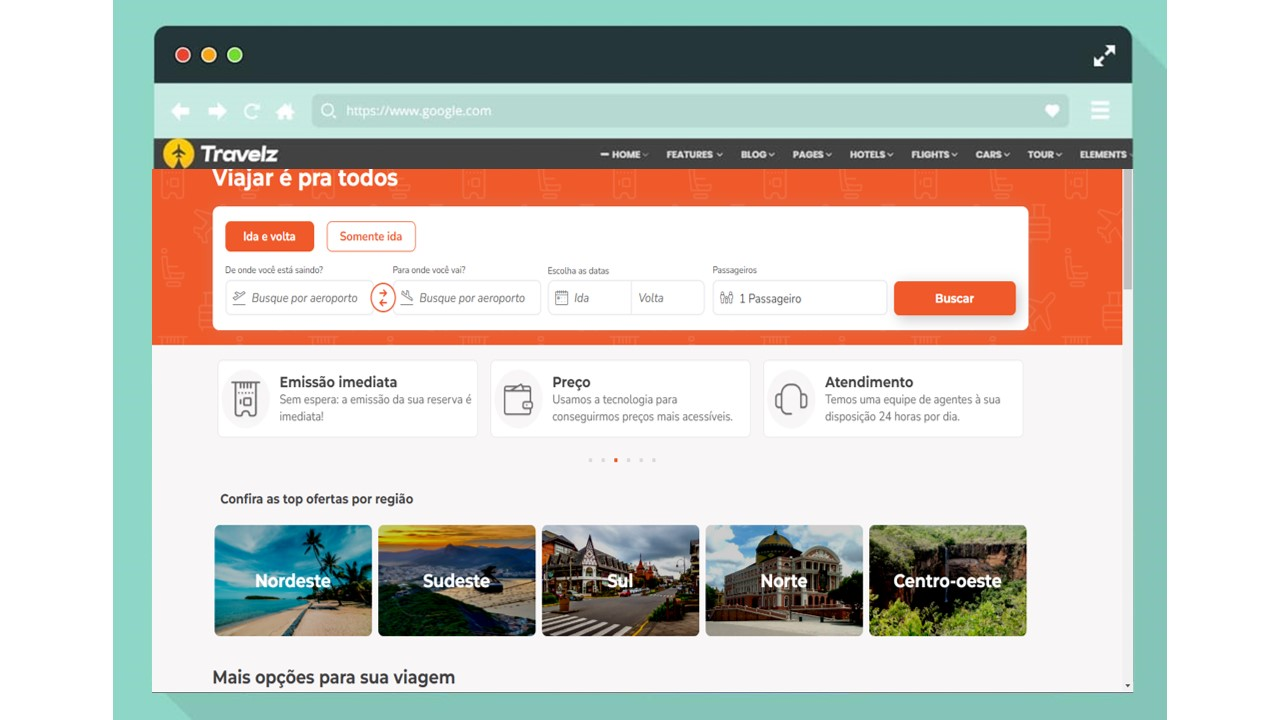 https://www.google.com
Travelz
HOME FEATURES BLOG PAGES HOTELS FLIGHTS CARS TOUR ELEMENTS
Viajar é pra todos
Ida e volta Somente ida
De onde você está saindo? Para onde você vai? Escolha as datas Passageiros
Busque por aeroporto Busque por aeroporto Ida Volta 1 Passageiro Buscar
Emissão imediata
Sem espera: a emissão da sua reserva é
imediata!
Preço
Usamos a tecnologia para
conseguirmos preços mais acessíveis.
Atendimento
Temos uma equipe de agentes à sua
disposição 24 horas por dia.
Confira as top ofertas por região
Nordeste Sudeste Sul Norte Centro-oeste
Mais opções para sua viagem